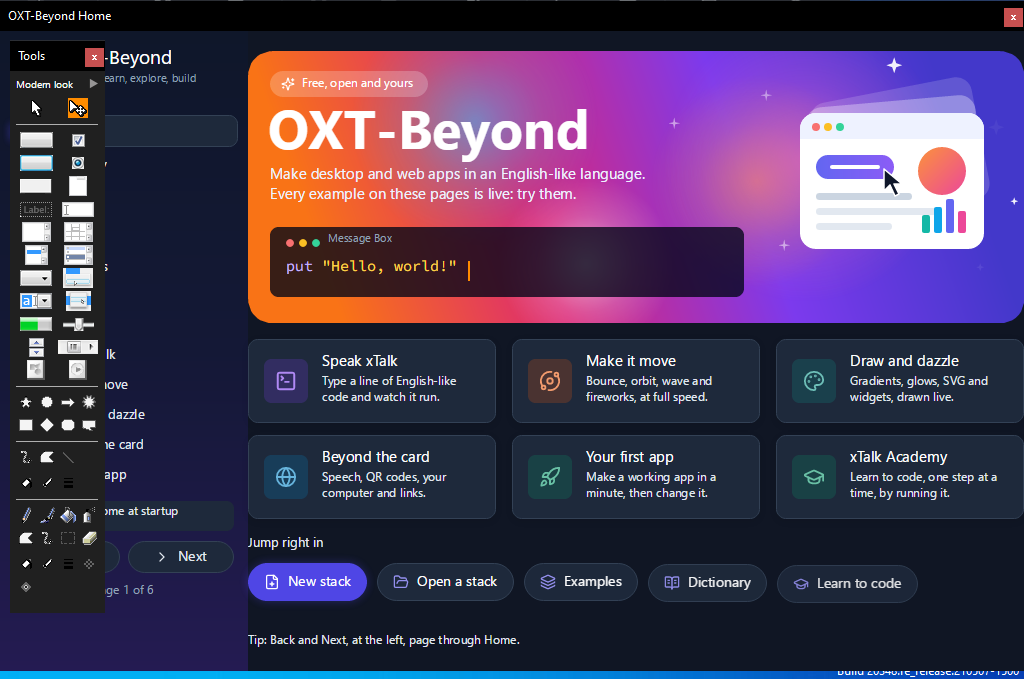 OXT-Beyond Home
x
Tools
x
Modern look
Label:
-Beyond
earn, explore, build
lk
ove
dazzle
e card
app
me at startup
Next
ge 1 of 6
Free, open and yours
OXT-Beyond
Make desktop and web apps in an English-like language.
Every example on these pages is live: try them.
Message Box
put "Hello, world!"
Speak xTalk
Type a line of English-like
code and watch it run.
Make it move
Bounce, orbit, wave and
fireworks, at full speed.
Draw and dazzle
Gradients, glows, SVG and
widgets, drawn live.
Beyond the card
Speech, QR codes, your
computer and links.
Your first app
Make a working app in a
minute, then change it.
xTalk Academy
Learn to code, one step at a
time, by running it.
Jump right in
New stack
Open a stack
Examples
Dictionary
Learn to code
Tip: Back and Next, at the left, page through Home.